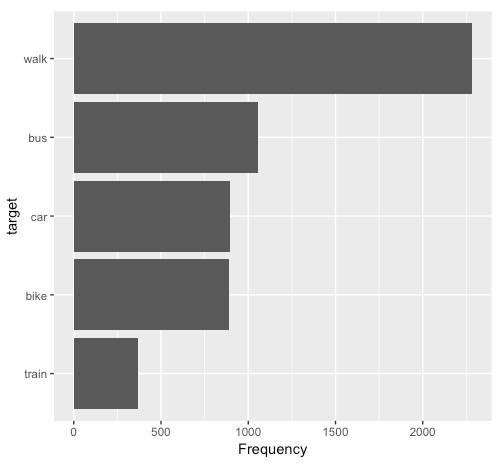 walk
bus
car
bike
train
target
0 500 1000 1500 2000
Frequency